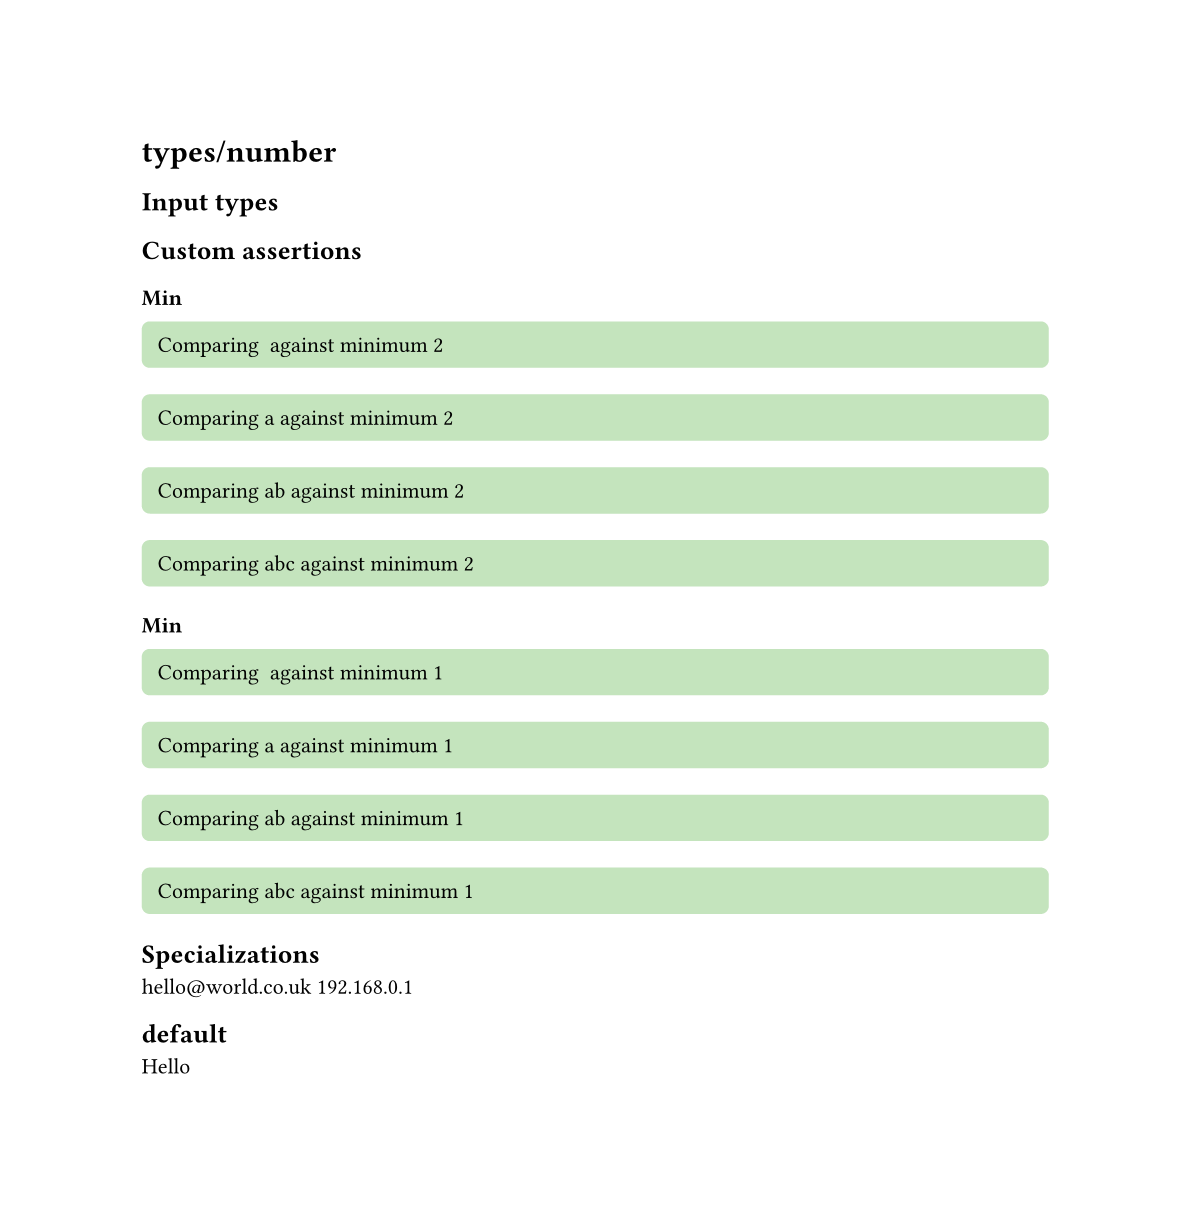 types/number
Input types
Custom assertions
Min
Comparing  against minimum 2
Comparing a against minimum 2
Comparing ab against minimum 2
Comparing abc against minimum 2
Min
Comparing  against minimum 1
Comparing a against minimum 1
Comparing ab against minimum 1
Comparing abc against minimum 1
Specializations
hello@world.co.uk 192.168.0.1
default
Hello